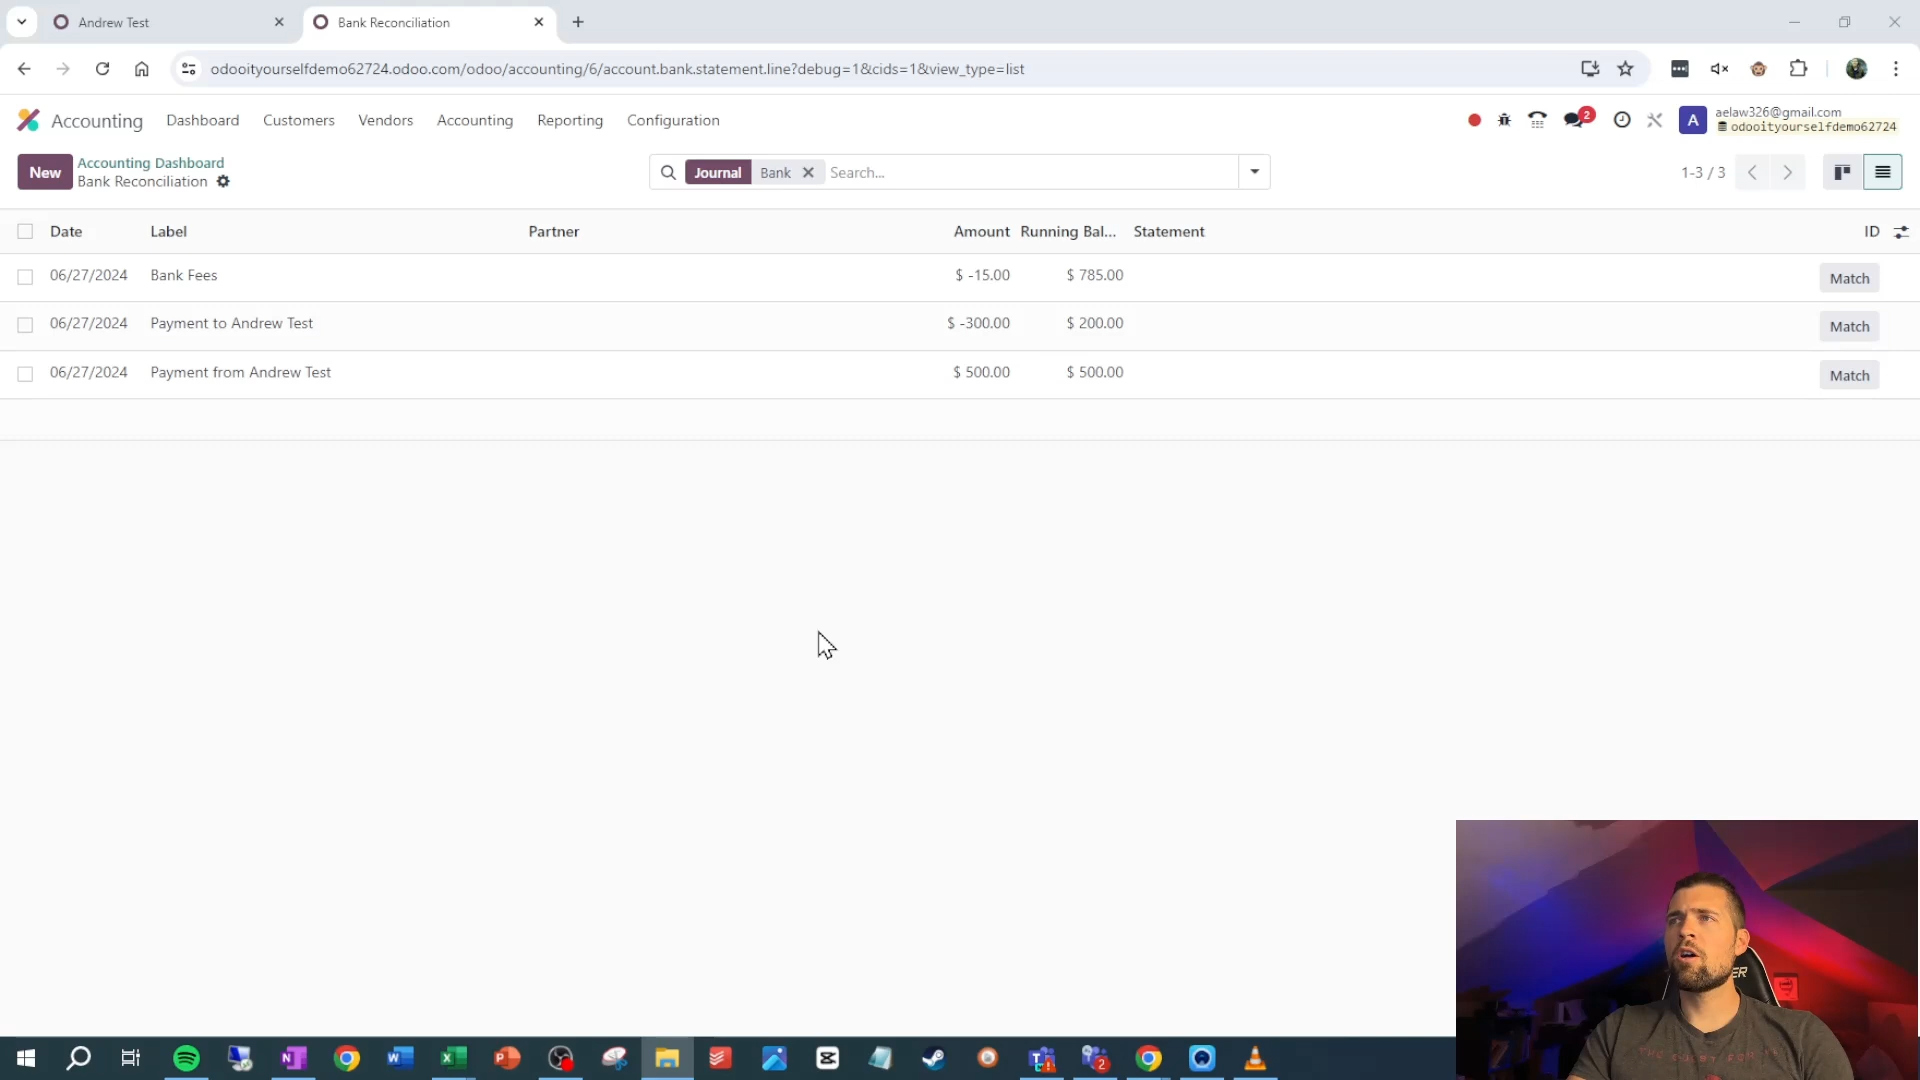 Andrew Test
Bank Reconciliation
odooityourselfdemo62724.odoo.com/odoo/accounting/6/account.bank.statement.line?debug=1&cids=1&view_type=list
Accounting Dashboard Customers Vendors Accounting Reporting Configuration
2
A
aelaw326@gmail.com
odooityourselfdemo62724
New
Accounting Dashboard
Bank Reconciliation
Journal Bank Search...
1-3 / 3
Date Label Partner Amount Running Bal... Statement ID
06/27/2024 Bank Fees $ -15.00 $ 785.00 Match
06/27/2024 Payment to Andrew Test $ -300.00 $ 200.00 Match
06/27/2024 Payment from Andrew Test $ 500.00 $ 500.00 Match
2